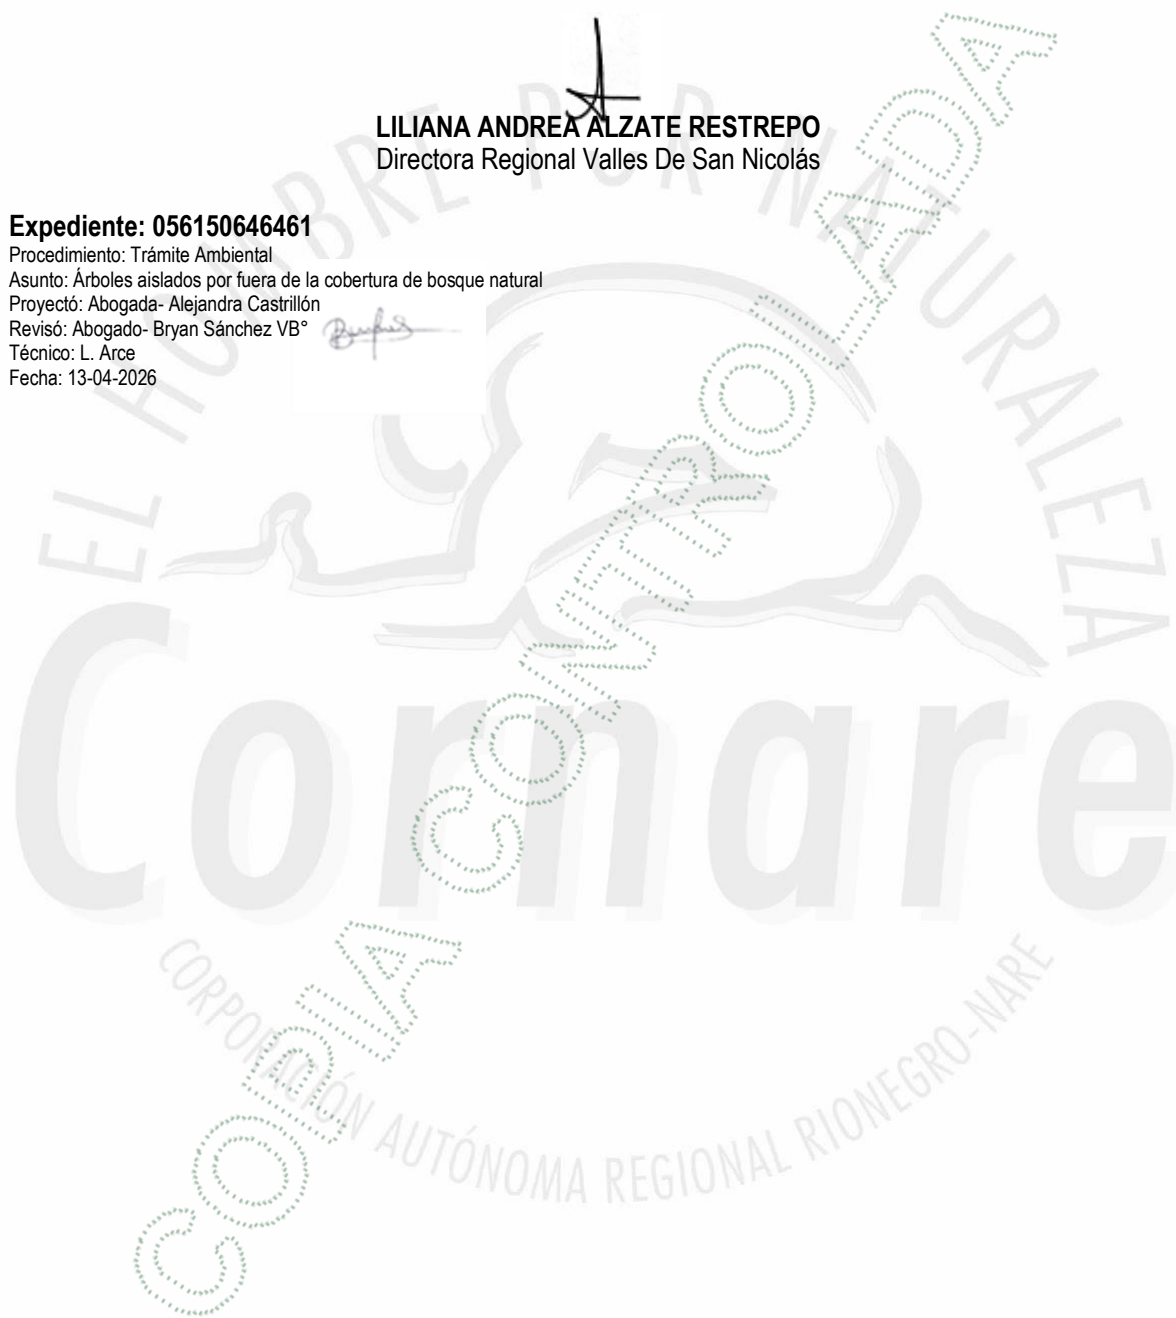 LILIANA ANDREA ALZATE RESTREPO
Directora Regional Valles De San Nicolás
Expediente: 056150646461
Procedimiento: Trámite Ambiental
Asunto: Árboles aislados por fuera de la cobertura de bosque natural
Proyectó: Abogada- Alejandra Castrillón
Revisó: Abogado- Bryan Sánchez VB°
Técnico: L. Arce
Fecha: 13-04-2026
EL HOMBRE POR NATURALEZA
Cornare
CORPORACIÓN AUTÓNOMA REGIONAL RIONEGRO-NARE
COPIA CONTROLADA